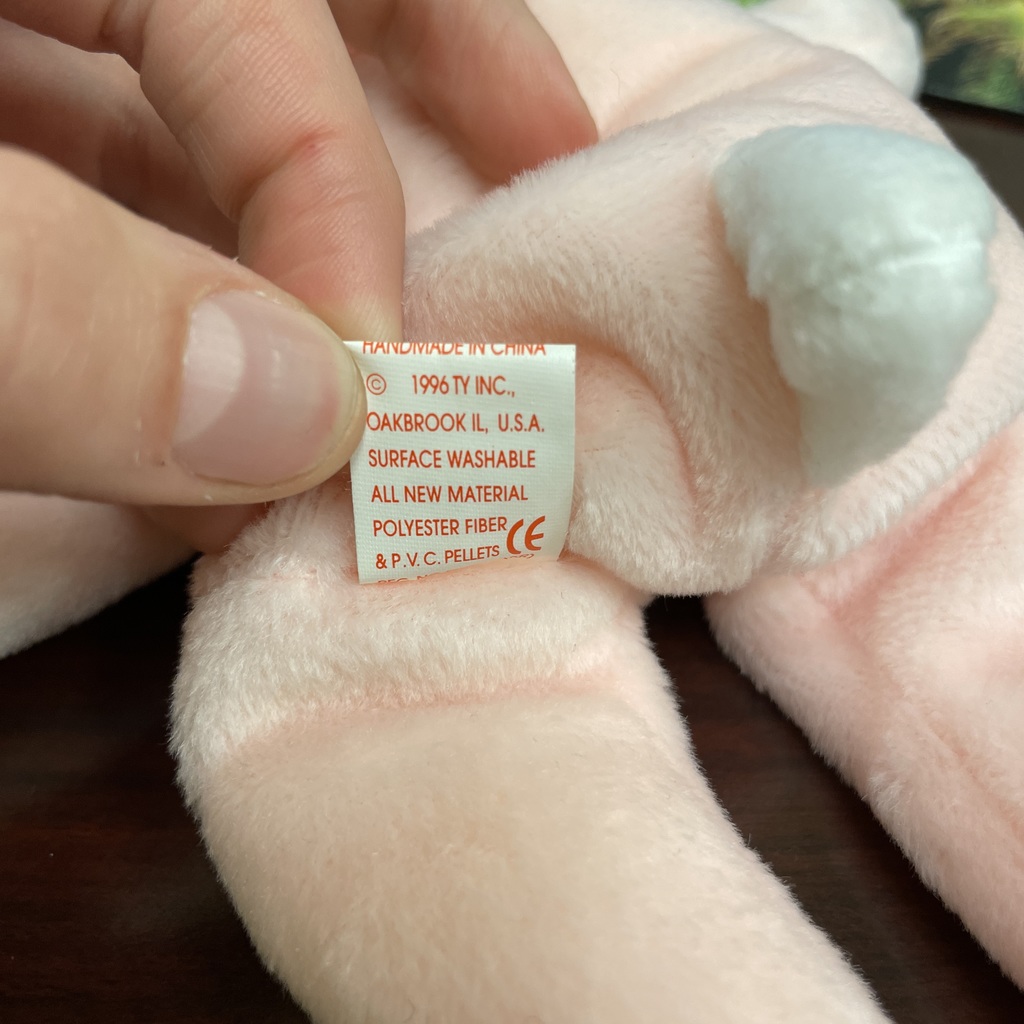 HANDMADE IN CHINA
© 1996 TY INC.,
OAKBROOK IL, U.S.A.
SURFACE WASHABLE
ALL NEW MATERIAL
POLYESTER FIBER
& P.V.C. PELLETS CE